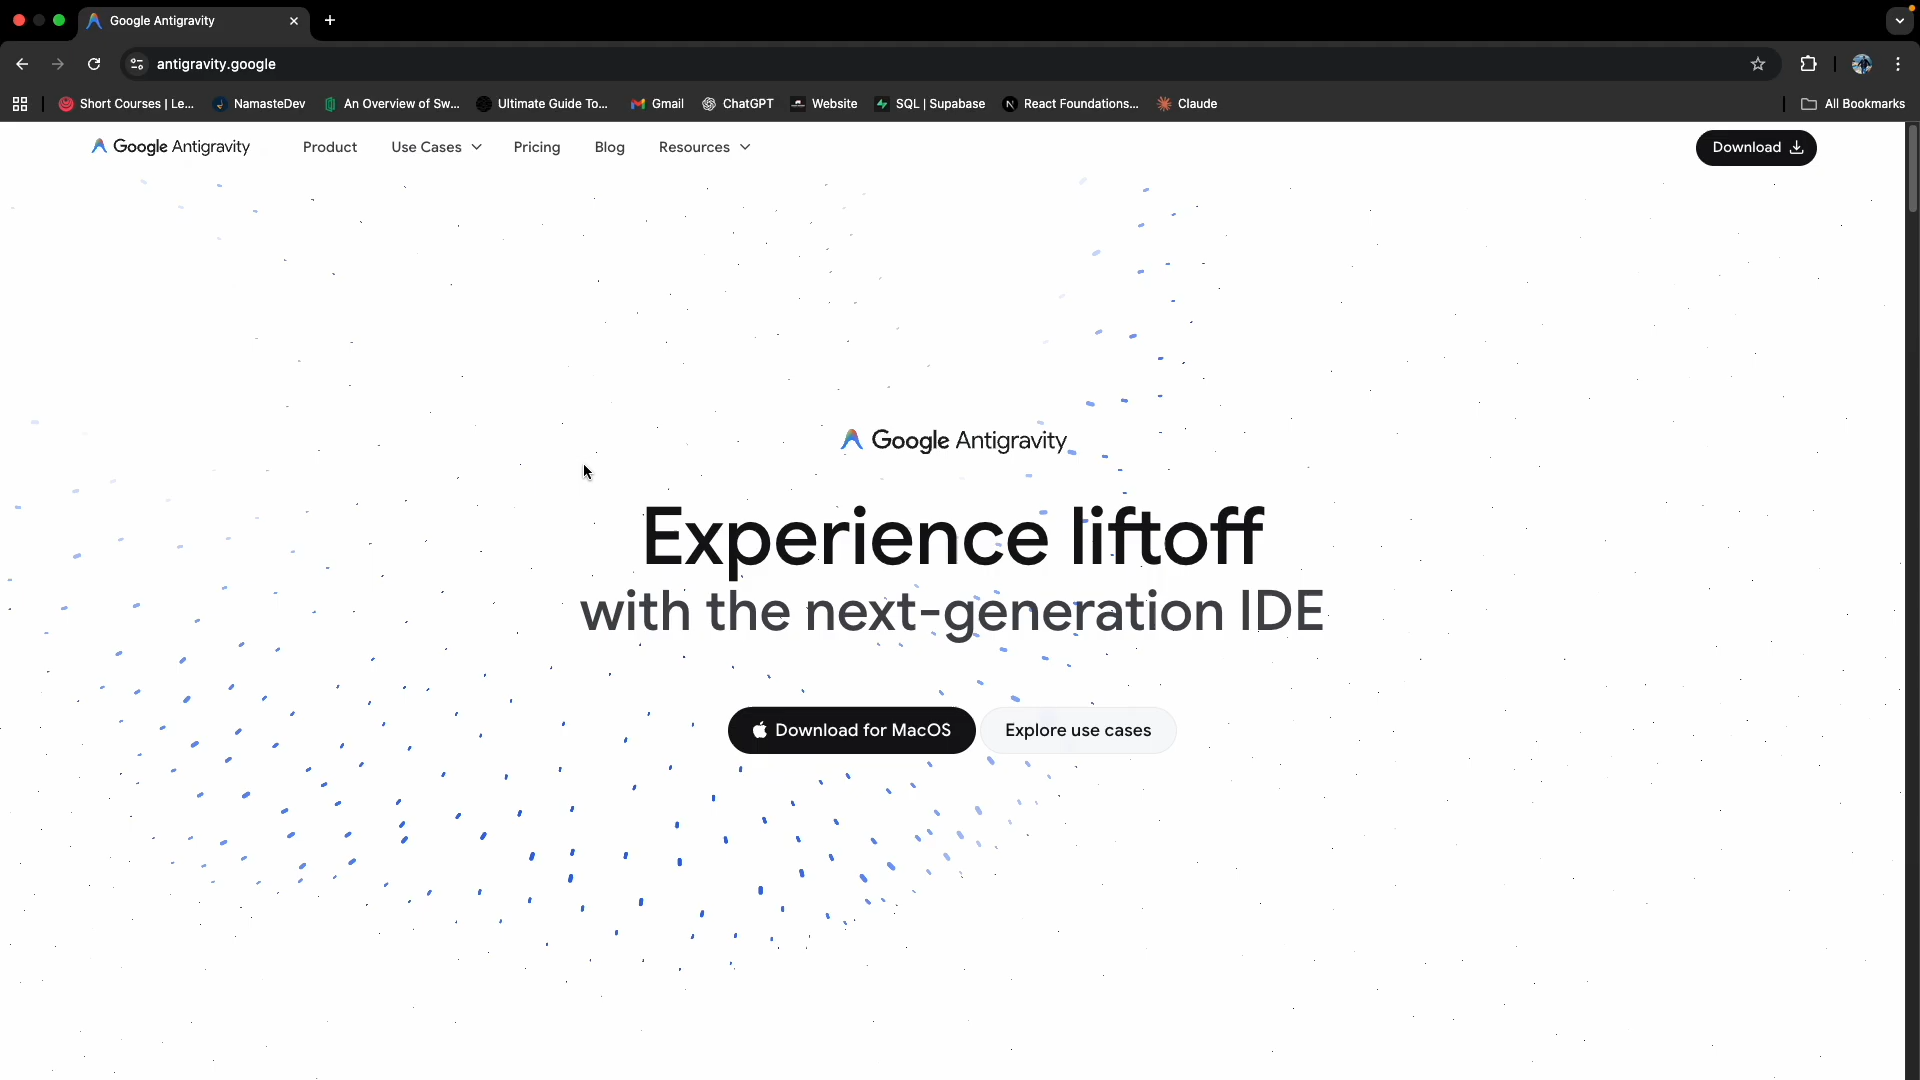 Google Antigravity
antigravity.google
Short Courses | Le...
NamasteDev
An Overview of Sw...
Ultimate Guide To...
Gmail
ChatGPT
Website
SQL | Supabase
React Foundations...
Claude
All Bookmarks
Google Antigravity
Product
Use Cases
Pricing
Blog
Resources
Download
Google Antigravity
Experience liftoff
with the next-generation IDE
Download for MacOS
Explore use cases